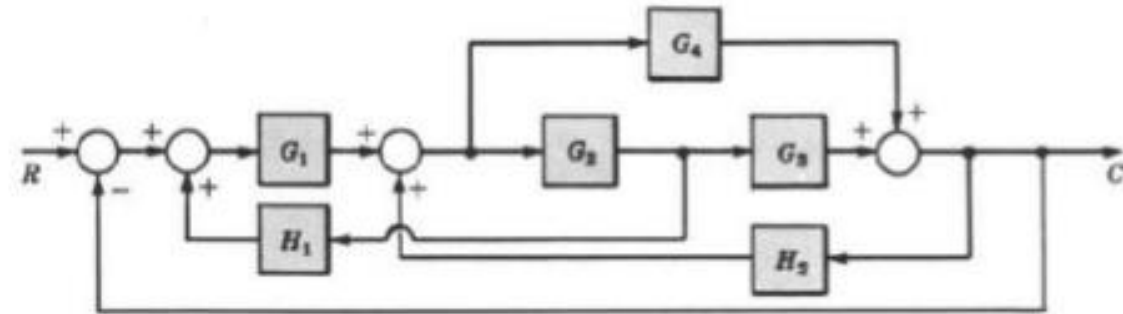 G₄
+
+ + + +
R G₁ G₂ G₃ C
− + +
H₁ H₂